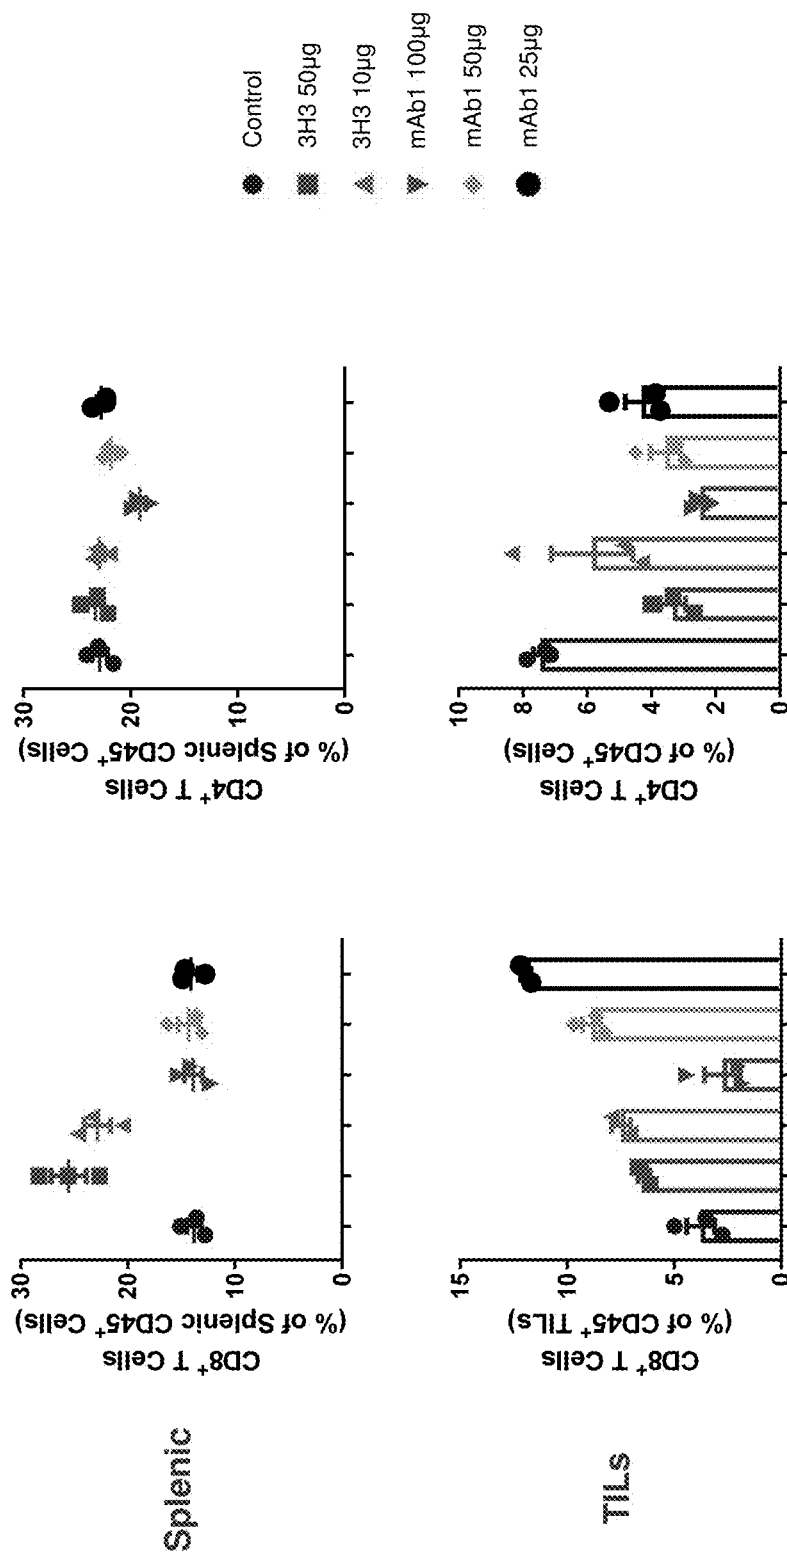 Splenic
CD8⁺ T Cells
(% of Splenic CD45⁺ Cells)
30
20
10
0
CD4⁺ T Cells
(% of Splenic CD45⁺ Cells)
30
20
10
0
TILs
CD8⁺ T Cells
(% of CD45⁺ TILs)
15
10
5
0
CD4⁺ T Cells
(% of CD45⁺ Cells)
10
8
6
4
2
0
Control
3H3 50µg
3H3 10µg
mAb1 100µg
mAb1 50µg
mAb1 25µg